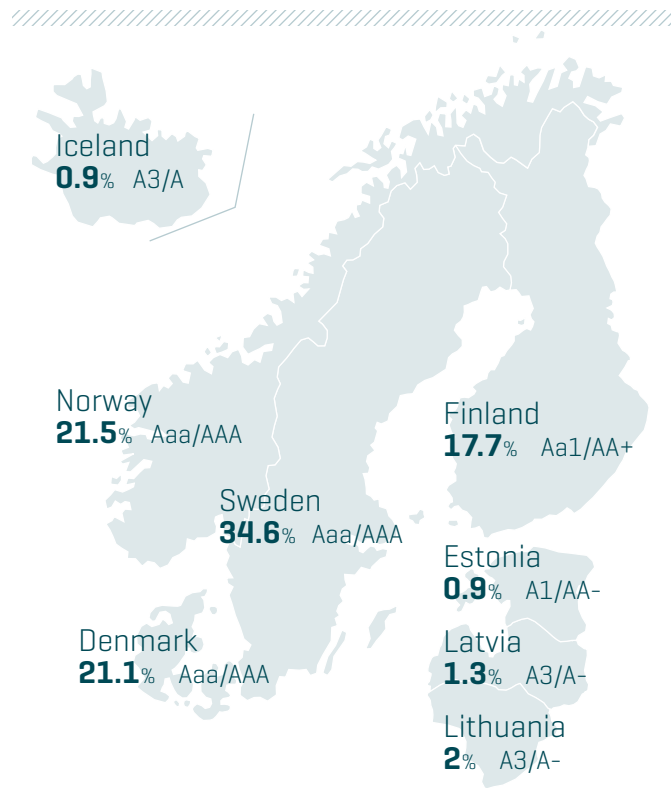 Iceland
0.9% A3/A
Norway
21.5% Aaa/AAA
Finland
17.7% Aa1/AA+
Sweden
34.6% Aaa/AAA
Estonia
0.9% A1/AA-
Denmark
21.1% Aaa/AAA
Latvia
1.3% A3/A-
Lithuania
2% A3/A-